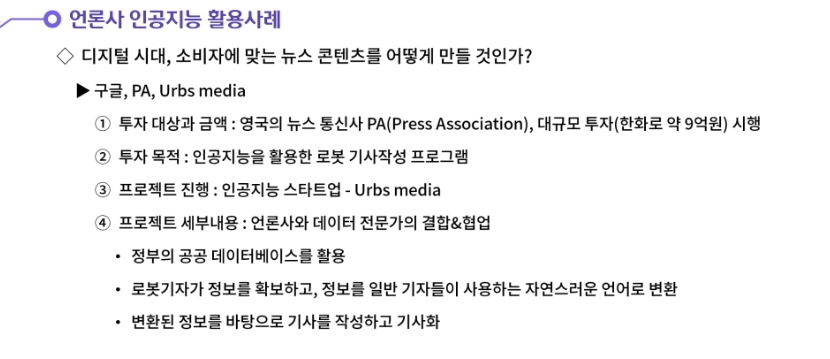 언론사 인공지능 활용사례
◇ 디지털 시대, 소비자에 맞는 뉴스 콘텐츠를 어떻게 만들 것인가?
▶ 구글, PA, Urbs media
① 투자 대상과 금액 : 영국의 뉴스 통신사 PA(Press Association), 대규모 투자(한화로 약 9억원) 시행
② 투자 목적 : 인공지능을 활용한 로봇 기사작성 프로그램
③ 프로젝트 진행 : 인공지능 스타트업 - Urbs media
④ 프로젝트 세부내용 : 언론사와 데이터 전문가의 결합&협업
• 정부의 공공 데이터베이스를 활용
• 로봇기자가 정보를 확보하고, 정보를 일반 기자들이 사용하는 자연스러운 언어로 변환
• 변환된 정보를 바탕으로 기사를 작성하고 기사화